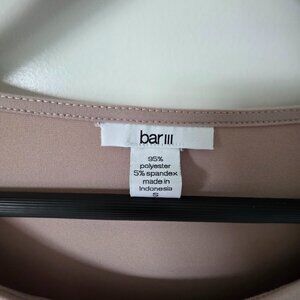 bar III
95%
polyester
5% spandex
made in
Indonesia
S